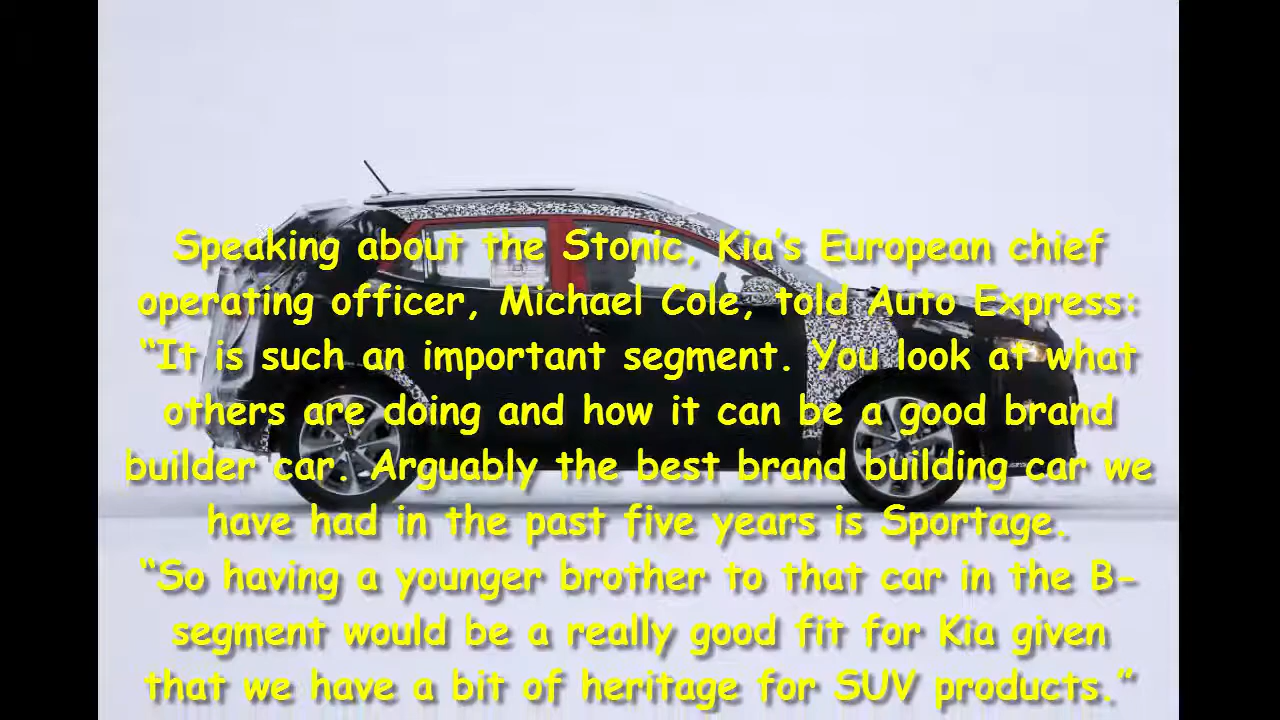 Speaking about the Stonic, Kia's European chief
operating officer, Michael Cole, told Auto Express:
“It is such an important segment. You look at what
others are doing and how it can be a good brand
builder car. Arguably the best brand building car we
have had in the past five years is Sportage.
“So having a younger brother to that car in the B-
segment would be a really good fit for Kia given
that we have a bit of heritage for SUV products.”